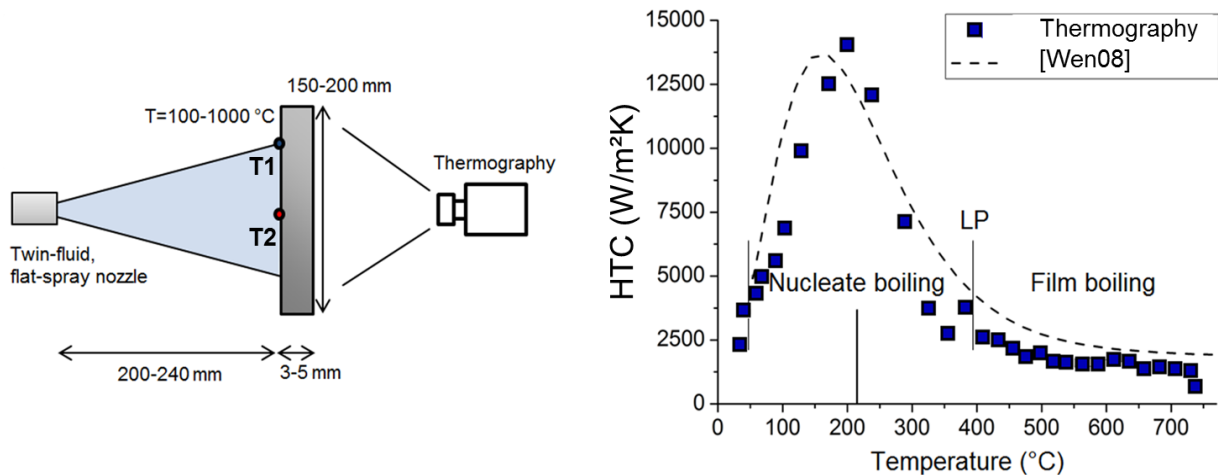 150-200 mm
T=100-1000 °C
T1
T2
Thermography
Twin-fluid,
flat-spray nozzle
200-240 mm
3-5 mm
HTC (W/m²K)
15000
12500
10000
7500
5000
2500
0
Thermography
[Wen08]
LP
Nucleate boiling
Film boiling
0 100 200 300 400 500 600 700
Temperature (°C)